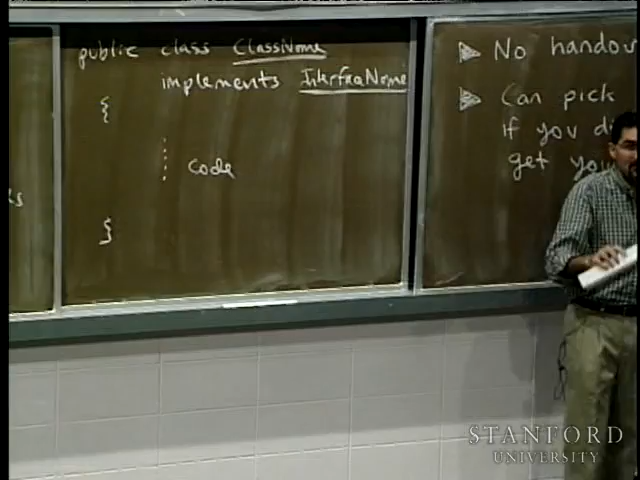 public class ClassName
implements InterfaceName
{
code
}
No handou
Can pick
if you di
get you
STANFORD
UNIVERSITY